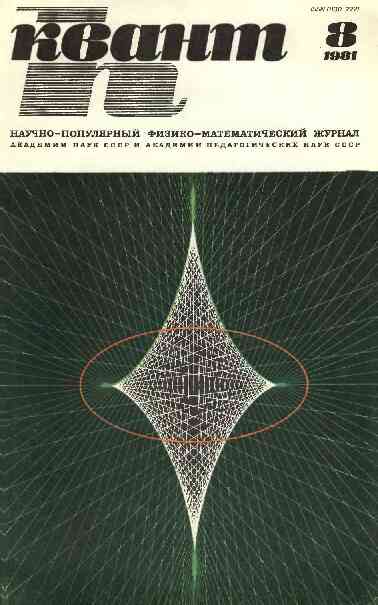 квант
8
1981
НАУЧНО-ПОПУЛЯРНЫЙ ФИЗИКО-МАТЕМАТИЧЕСКИЙ ЖУРНАЛ
АКАДЕМИИ НАУК СССР И АКАДЕМИИ ПЕДАГОГИЧЕСКИХ НАУК СССР